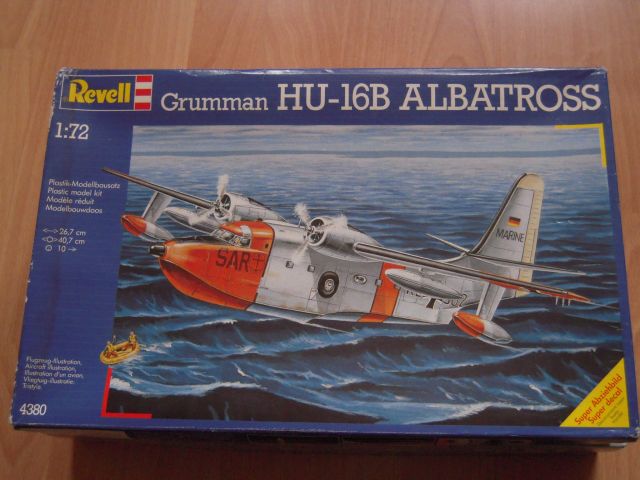 Revell
Grumman HU-16B ALBATROSS
1:72
Plastik-Modellbausatz
Plastic model kit
Modèle réduit
Modelbouwdoos
26,7 cm
40,7 cm
10
SAR
MARINE
Flugzeug-Illustration,
Aircraft illustration,
Illustration d'un avion,
Vliegtuig-illustratie:
4380
Super Abziehbild
Super decal